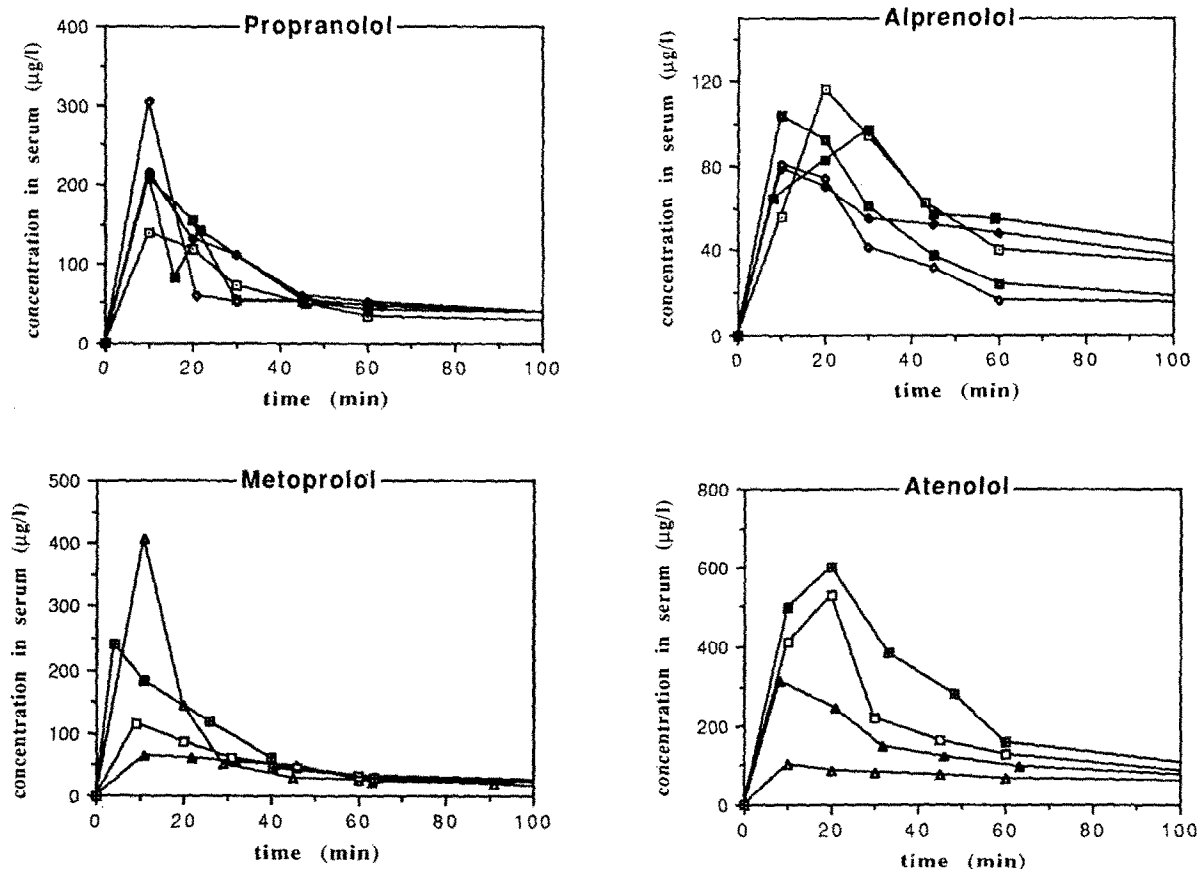 Propranolol
concentration in serum (µg/l)
400
300
200
100
0
0 20 40 60 80 100
time (min)
Alprenolol
concentration in serum (µg/l)
120
80
40
0
0 20 40 60 80 100
time (min)
Metoprolol
concentration in serum (µg/l)
500
400
300
200
100
0
0 20 40 60 80 100
time (min)
Atenolol
concentration in serum (µg/l)
800
600
400
200
0
0 20 40 60 80 100
time (min)